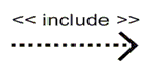 << include >>